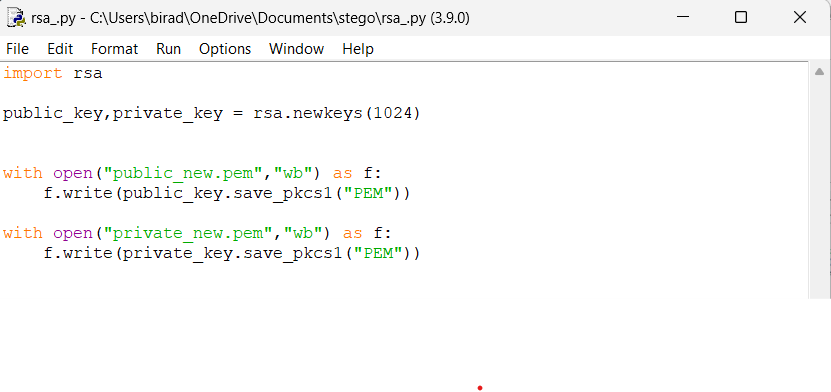 rsa_.py - C:\Users\birad\OneDrive\Documents\stego\rsa_.py (3.9.0)
File Edit Format Run Options Window Help
import rsa
public_key,private_key = rsa.newkeys(1024)
with open("public_new.pem","wb") as f:
    f.write(public_key.save_pkcs1("PEM"))
with open("private_new.pem","wb") as f:
    f.write(private_key.save_pkcs1("PEM"))